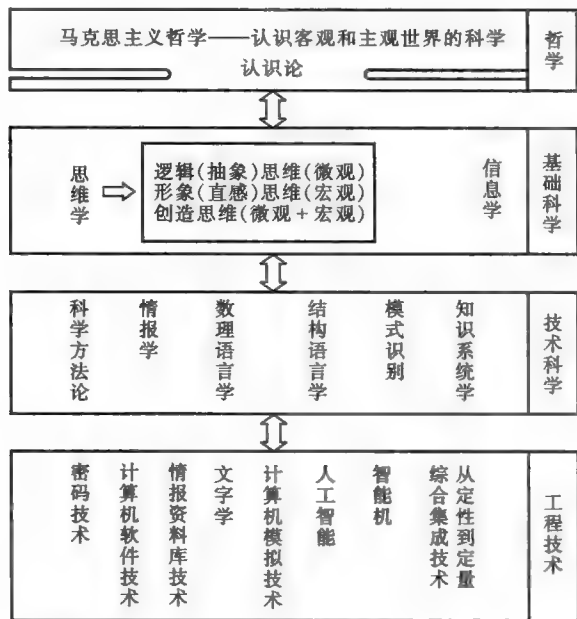 马克思主义哲学——认识客观和主观世界的科学
认识论
哲学
思维学
逻辑(抽象)思维(微观)
形象(直感)思维(宏观)
创造思维(微观+宏观)
信息学
基础科学
科学方法论
情报学
数理语言学
结构语言学
模式识别
知识系统学
技术科学
密码技术
计算机软件技术
情报资料库技术
文字学
计算机模拟技术
人工智能
智能机
从定性到定量
综合集成技术
工程技术